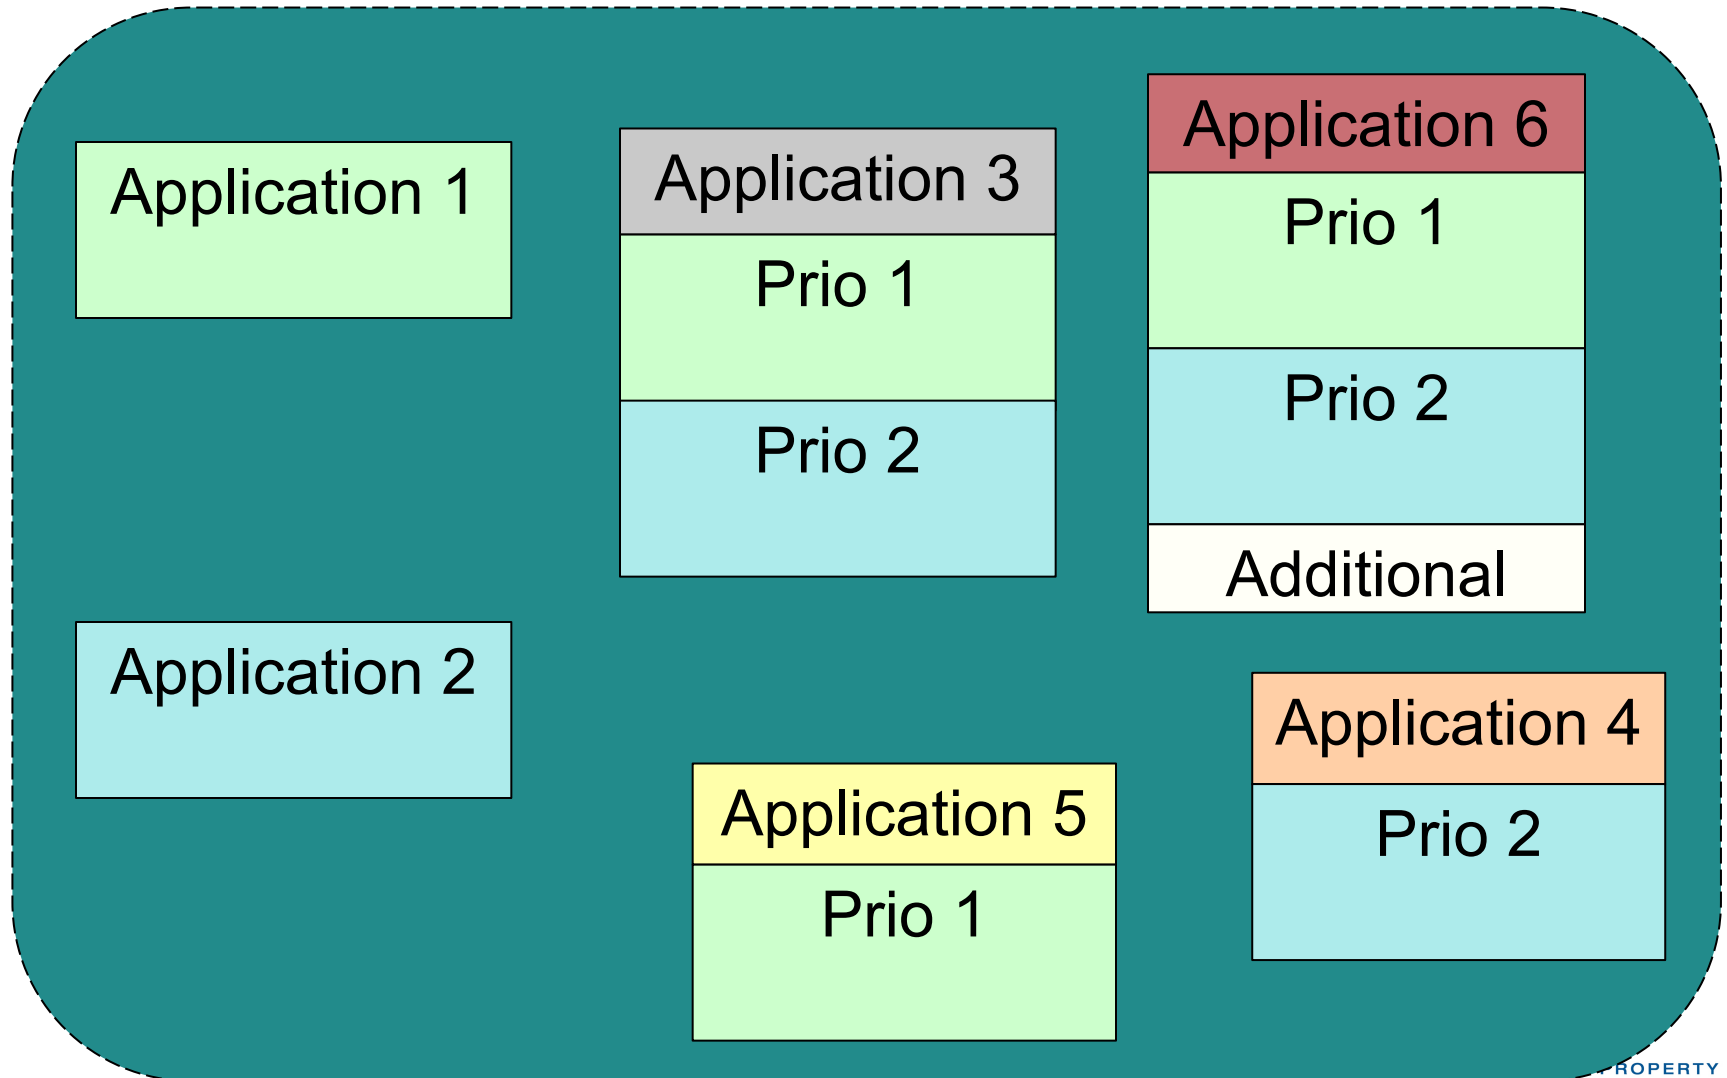 Application 1
Application 2
Application 3
Prio 1
Prio 2
Application 5
Prio 1
Application 6
Prio 1
Prio 2
Additional
Application 4
Prio 2